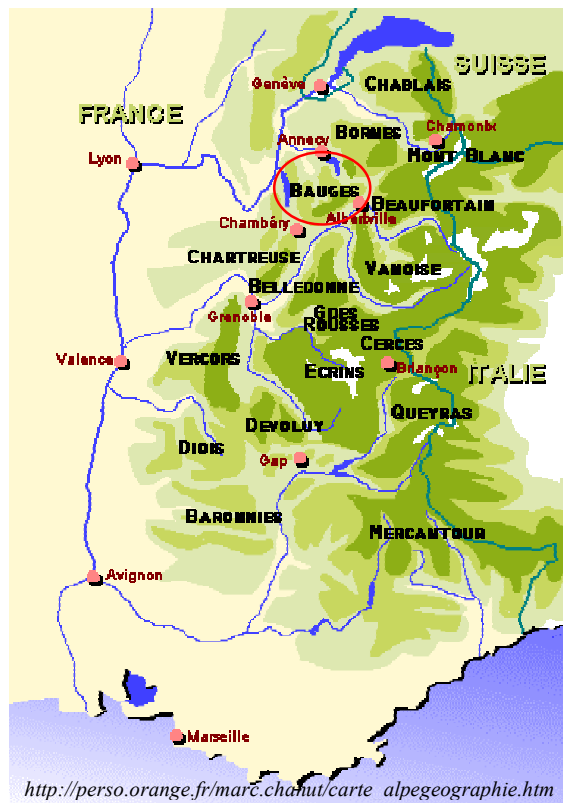 SUISSE
Genève
CHABLAIS
FRANCE
BORNES
Chamonix
Annecy
MONT BLANC
Lyon
BAUGES
BEAUFORTAIN
Albertville
Chambéry
CHARTREUSE
VANOISE
BELLEDONNE
GDES
ROUSSES
Grenoble
CERCES
VERCORS
Valence
ECRINS
Briançon
ITALIE
QUEYRAS
DEVOLUY
DIOIS
Gap
BARONNIES
MERCANTOUR
Avignon
Marseille
http://perso.orange.fr/marc.chanut/carte_alpegeographie.htm